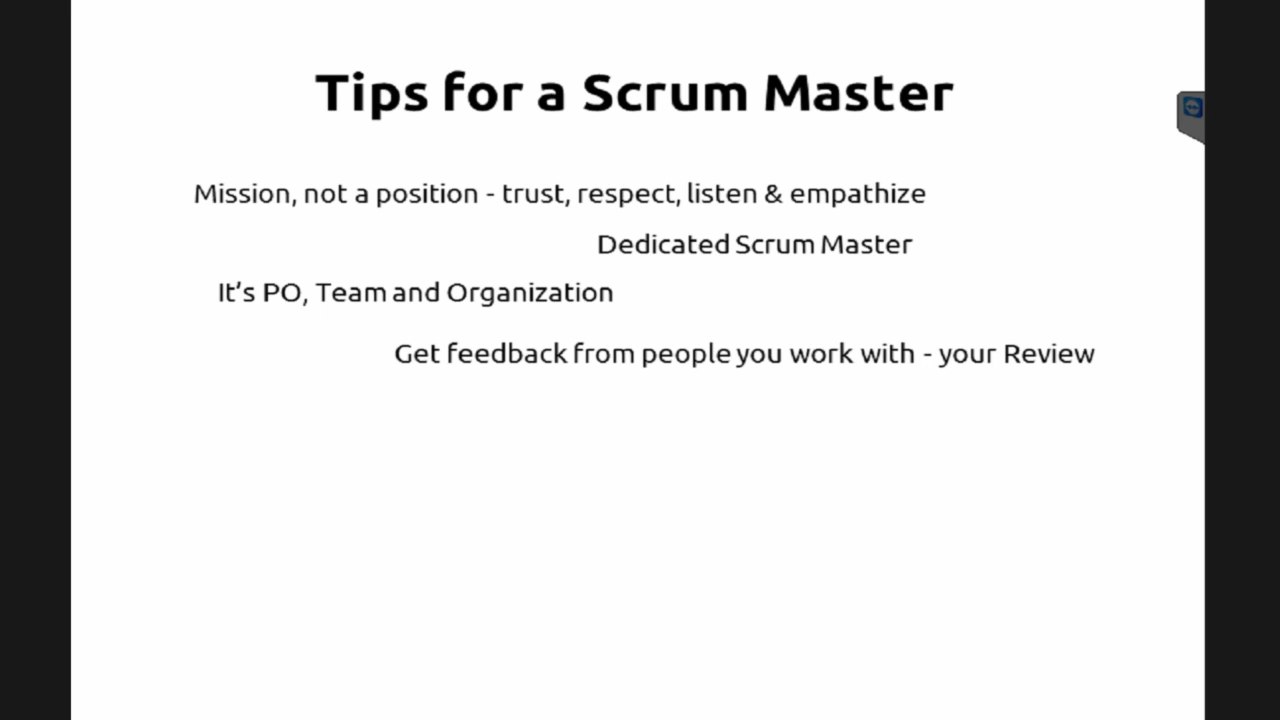 Tips for a Scrum Master
Mission, not a position - trust, respect, listen & empathize
Dedicated Scrum Master
It’s PO, Team and Organization
Get feedback from people you work with - your Review